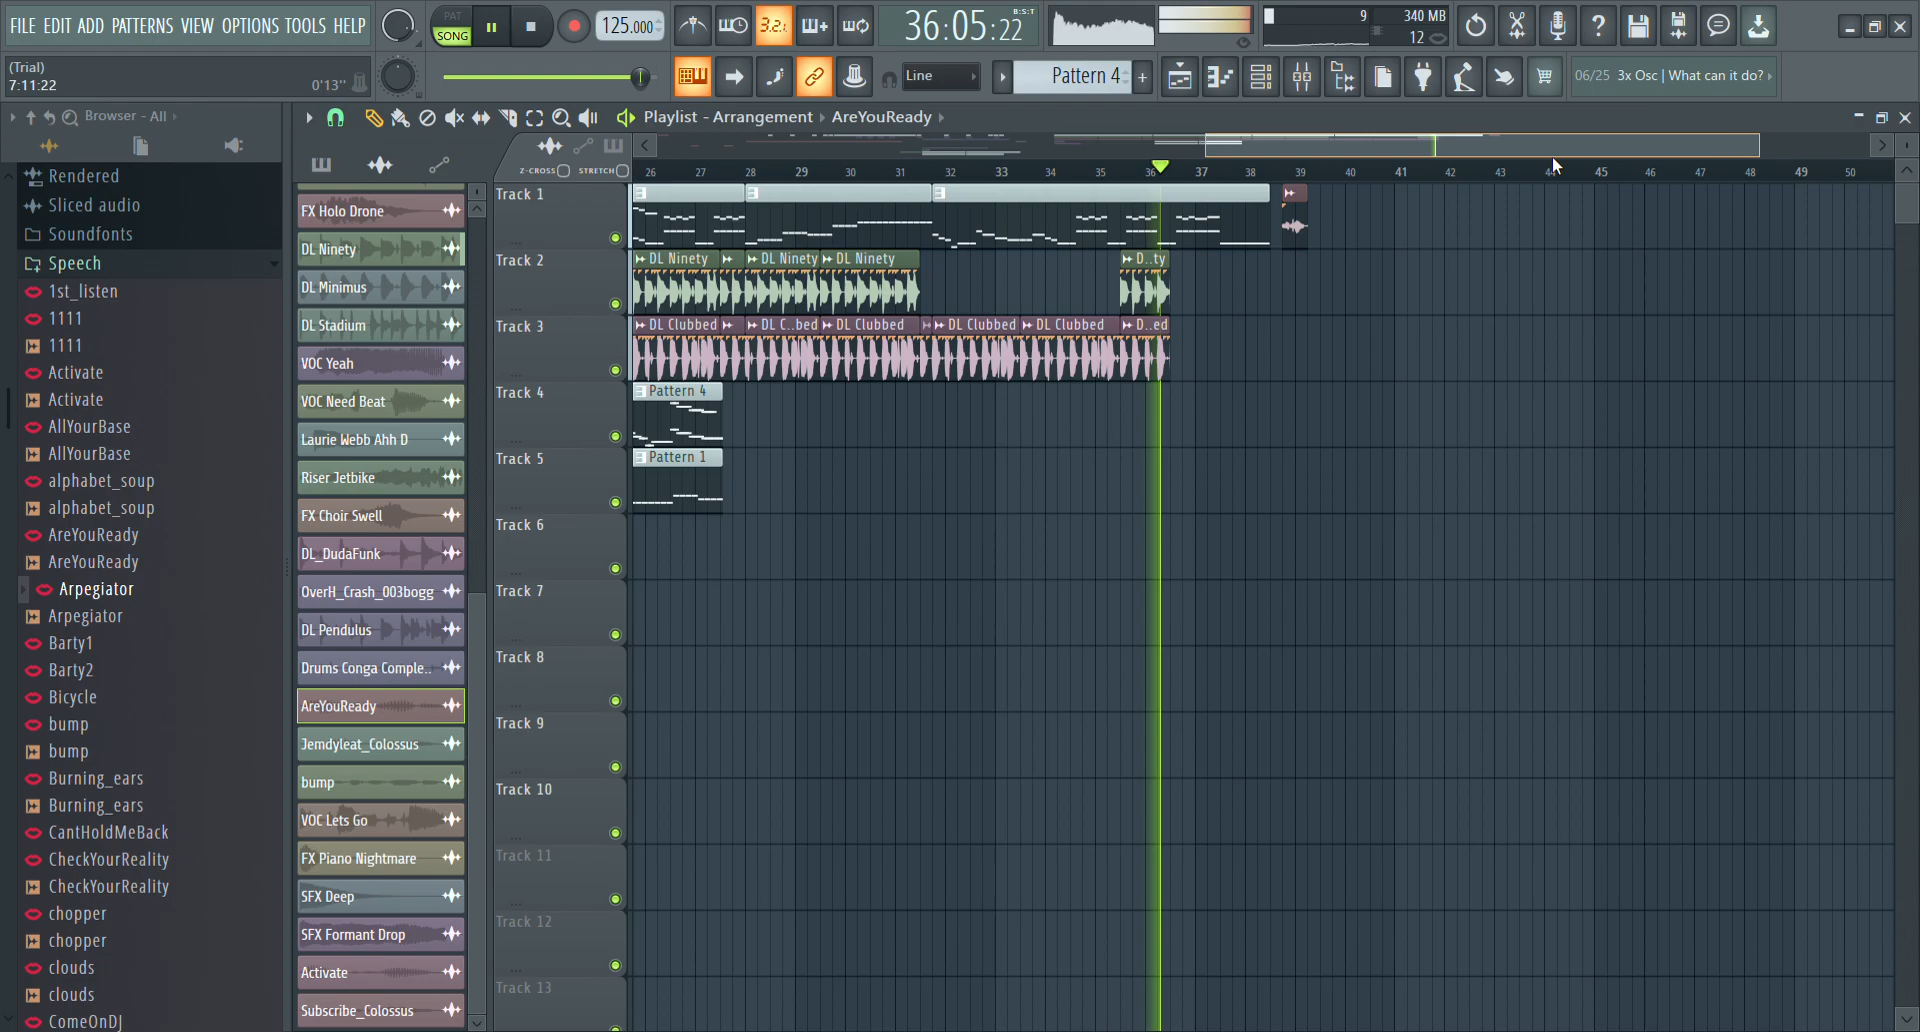 FILE EDIT ADD PATTERNS VIEW OPTIONS TOOLS HELP
PAT
SONG
125.000
3.2.1
36:05:22
B:S:T
9
340 MB
12
(Trial)
7:11:22
0'13"
Line
Pattern 4
06/25 3x Osc | What can it do?
Browser - All
Playlist - Arrangement
AreYouReady
Z-CROSS
STRETCH
26 27 28 29 30 31 32 33 34 35 36 37 38 39 40 41 42 43 44 45 46 47 48 49 50
Rendered
Sliced audio
Soundfonts
Speech
1st_listen
1111
1111
Activate
Activate
AllYourBase
AllYourBase
alphabet_soup
alphabet_soup
AreYouReady
AreYouReady
Arpegiator
Arpegiator
Barty1
Barty2
Bicycle
bump
bump
Burning_ears
Burning_ears
CantHoldMeBack
CheckYourReality
CheckYourReality
chopper
chopper
clouds
clouds
ComeOnDJ
FX Holo Drone
DL Ninety
DL Minimus
DL Stadium
VOC Yeah
VOC Need Beat
Laurie Webb Ahh D
Riser Jetbike
FX Choir Swell
DL_DudaFunk
OverH_Crash_003bogg
DL Pendulus
Drums Conga Comple..
AreYouReady
Jemdyleat_Colossus
bump
VOC Lets Go
FX Piano Nightmare
SFX Deep
SFX Formant Drop
Activate
Subscribe_Colossus
Track 1
Track 2
DL Ninety
DL Ninety
DL Ninety
D..ty
Track 3
DL Clubbed
DL C..bed
DL Clubbed
DL Clubbed
DL Clubbed
D..ed
Track 4
Pattern 4
Track 5
Pattern 1
Track 6
Track 7
Track 8
Track 9
Track 10
Track 11
Track 12
Track 13